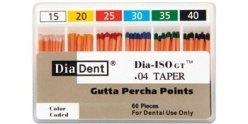 15 20 25 30 35 40
DiaDent
Dia-ISO GT™
.04 TAPER
Gutta Percha Points
Color
Coded
60 Pieces
For Dental Use Only